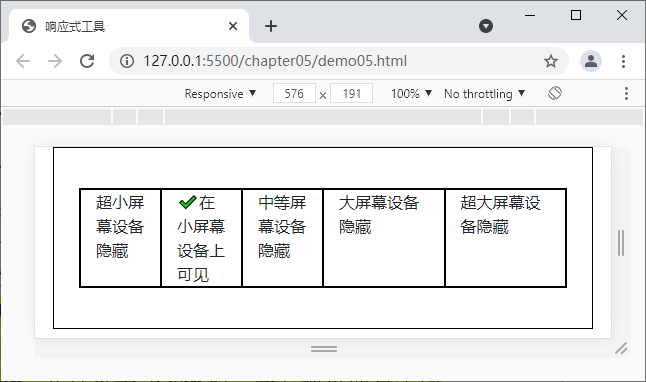 响应式工具
127.0.0.1:5500/chapter05/demo05.html
Responsive ▼ 576 × 191 100% ▼ No throttling ▼
超小屏
幕设备
隐藏
✔在
小屏幕
设备上
可见
中等屏
幕设备
隐藏
大屏幕设备
隐藏
超大屏幕设
备隐藏